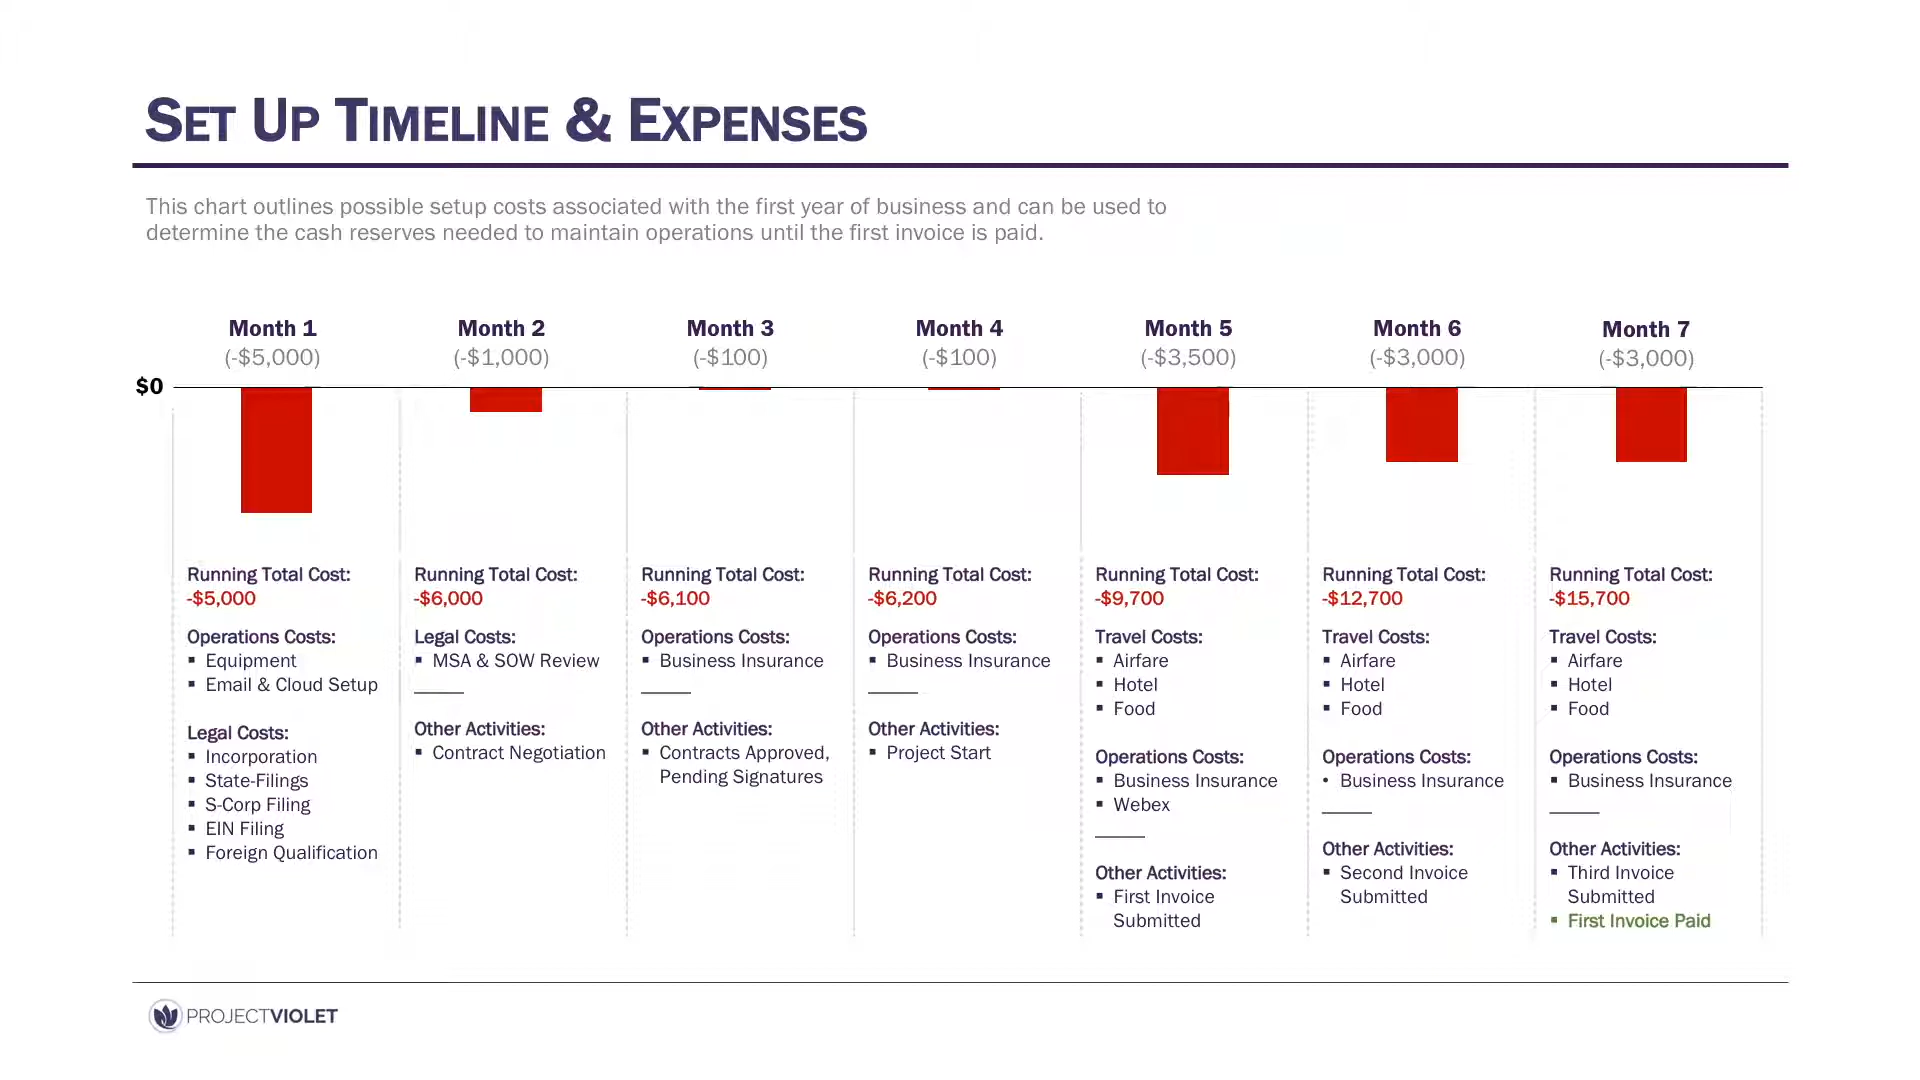 SET UP TIMELINE & EXPENSES
This chart outlines possible setup costs associated with the first year of business and can be used to
determine the cash reserves needed to maintain operations until the first invoice is paid.
Month 1
(-$5,000)
Month 2
(-$1,000)
Month 3
(-$100)
Month 4
(-$100)
Month 5
(-$3,500)
Month 6
(-$3,000)
Month 7
(-$3,000)
$0
Running Total Cost:
-$5,000
Operations Costs:
▪ Equipment
▪ Email & Cloud Setup
Legal Costs:
▪ Incorporation
▪ State-Filings
▪ S-Corp Filing
▪ EIN Filing
▪ Foreign Qualification
Running Total Cost:
-$6,000
Legal Costs:
▪ MSA & SOW Review
Other Activities:
▪ Contract Negotiation
Running Total Cost:
-$6,100
Operations Costs:
▪ Business Insurance
Other Activities:
▪ Contracts Approved,
Pending Signatures
Running Total Cost:
-$6,200
Operations Costs:
▪ Business Insurance
Other Activities:
▪ Project Start
Running Total Cost:
-$9,700
Travel Costs:
▪ Airfare
▪ Hotel
▪ Food
Operations Costs:
▪ Business Insurance
▪ Webex
Other Activities:
▪ First Invoice
Submitted
Running Total Cost:
-$12,700
Travel Costs:
▪ Airfare
▪ Hotel
▪ Food
Operations Costs:
• Business Insurance
Other Activities:
▪ Second Invoice
Submitted
Running Total Cost:
-$15,700
Travel Costs:
▪ Airfare
▪ Hotel
▪ Food
Operations Costs:
▪ Business Insurance
Other Activities:
▪ Third Invoice
Submitted
▪ First Invoice Paid
PROJECTVIOLET